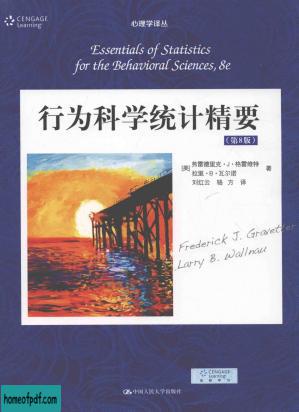 CENGAGE
Learning
心理学译丛
Essentials of Statistics
for the Behavioral Sciences, 8e
行为科学统计精要
（第8版）
[美] 弗雷德里克·J·格雷维特
拉里·B·瓦尔诺 著
刘红云 骆方 译
Frederick J. Gravetter
Larry B. Wallnau
CENGAGE
Learning
中国人民大学出版社
homeofpdf.com